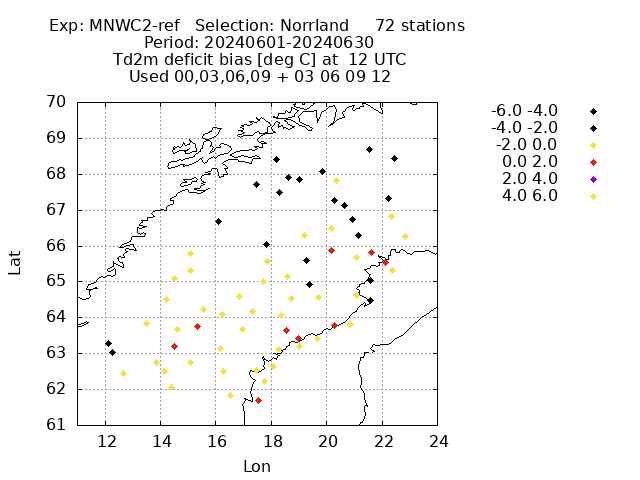 Exp: MNWC2-ref   Selection: Norrland     72 stations
Period: 20240601-20240630
Td2m deficit bias [deg C] at  12 UTC
Used 00,03,06,09 + 03 06 09 12
-6.0 -4.0
-4.0 -2.0
-2.0 0.0
0.0 2.0
2.0 4.0
4.0 6.0
70
69
68
67
66
65
64
63
62
61
Lat
12 14 16 18 20 22 24
Lon